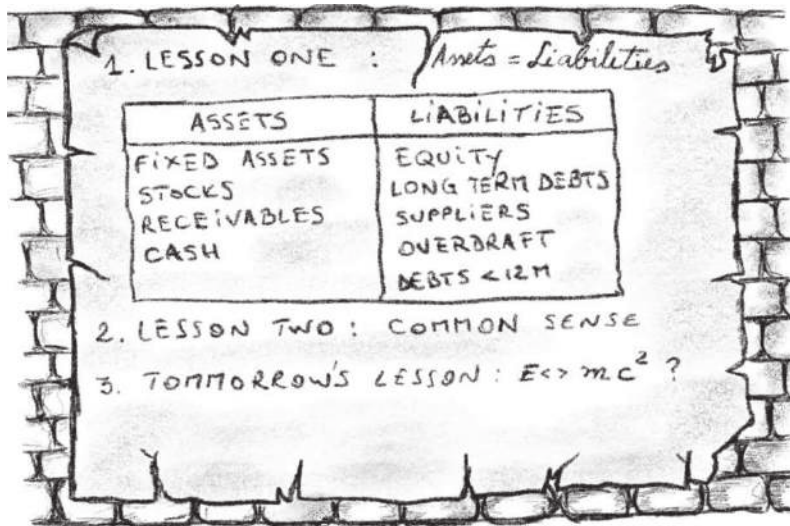 1. LESSON ONE : Assets = Liabilities
ASSETS LIABILITIES
FIXED ASSETS EQUITY
STOCKS LONG TERM DEBTS
RECEIVABLES SUPPLIERS
CASH OVERDRAFT
DEBTS < 12 M
2. LESSON TWO : COMMON SENSE
3. TOMMORROW'S LESSON : E <> mc² ?